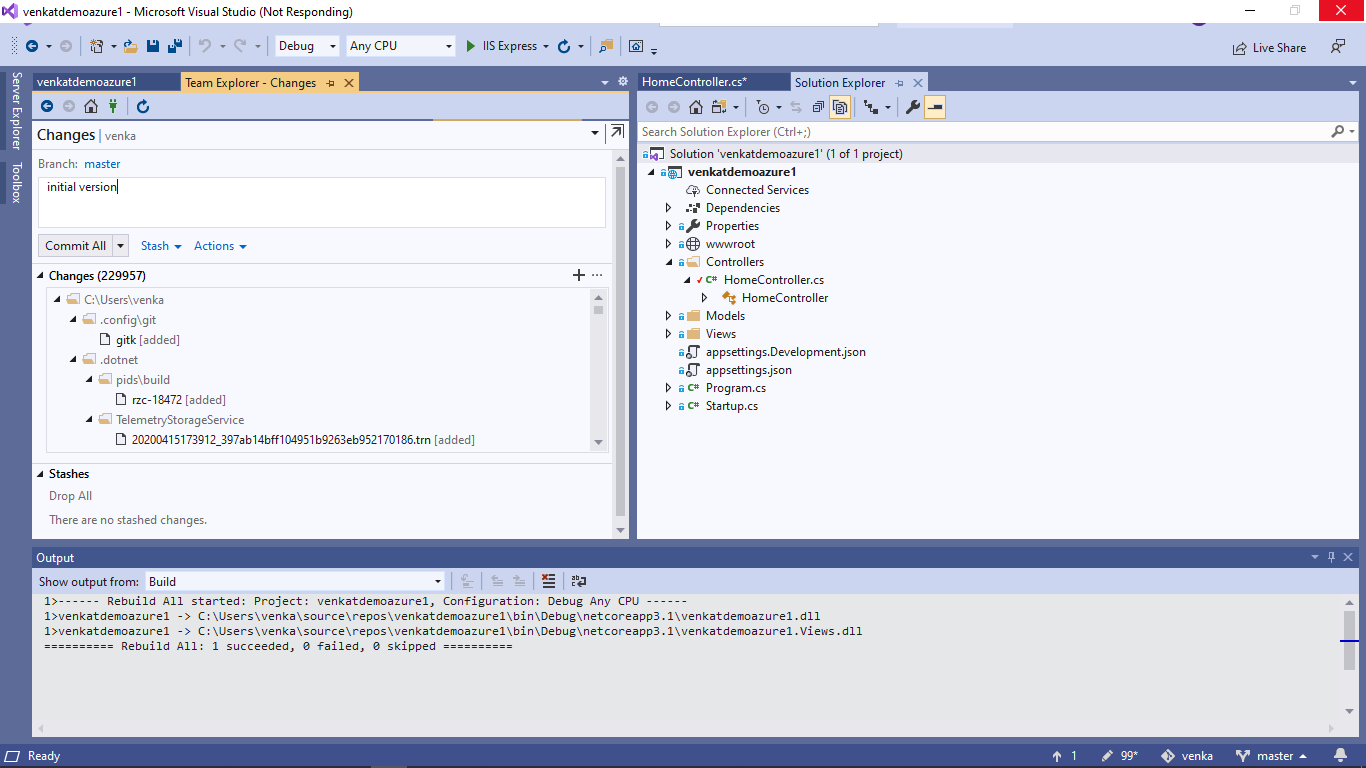 venkatdemoazure1 - Microsoft Visual Studio (Not Responding)
Debug
Any CPU
IIS Express
Live Share
Server Explorer
Toolbox
venkatdemoazure1
Team Explorer - Changes
Changes | venka
Branch: master
initial version
Commit All
Stash
Actions
Changes (229957)
C:\Users\venka
.config\git
gitk [added]
.dotnet
pids\build
rzc-18472 [added]
TelemetryStorageService
20200415173912_397ab14bff104951b9263eb952170186.trn [added]
Stashes
Drop All
There are no stashed changes.
HomeController.cs*
Solution Explorer
Search Solution Explorer (Ctrl+;)
Solution 'venkatdemoazure1' (1 of 1 project)
venkatdemoazure1
Connected Services
Dependencies
Properties
wwwroot
Controllers
C# HomeController.cs
HomeController
Models
Views
appsettings.Development.json
appsettings.json
C# Program.cs
C# Startup.cs
Output
Show output from: Build
1>------ Rebuild All started: Project: venkatdemoazure1, Configuration: Debug Any CPU ------
1>venkatdemoazure1 -> C:\Users\venka\source\repos\venkatdemoazure1\bin\Debug\netcoreapp3.1\venkatdemoazure1.dll
1>venkatdemoazure1 -> C:\Users\venka\source\repos\venkatdemoazure1\bin\Debug\netcoreapp3.1\venkatdemoazure1.Views.dll
========== Rebuild All: 1 succeeded, 0 failed, 0 skipped ==========
Ready
1
99*
venka
master